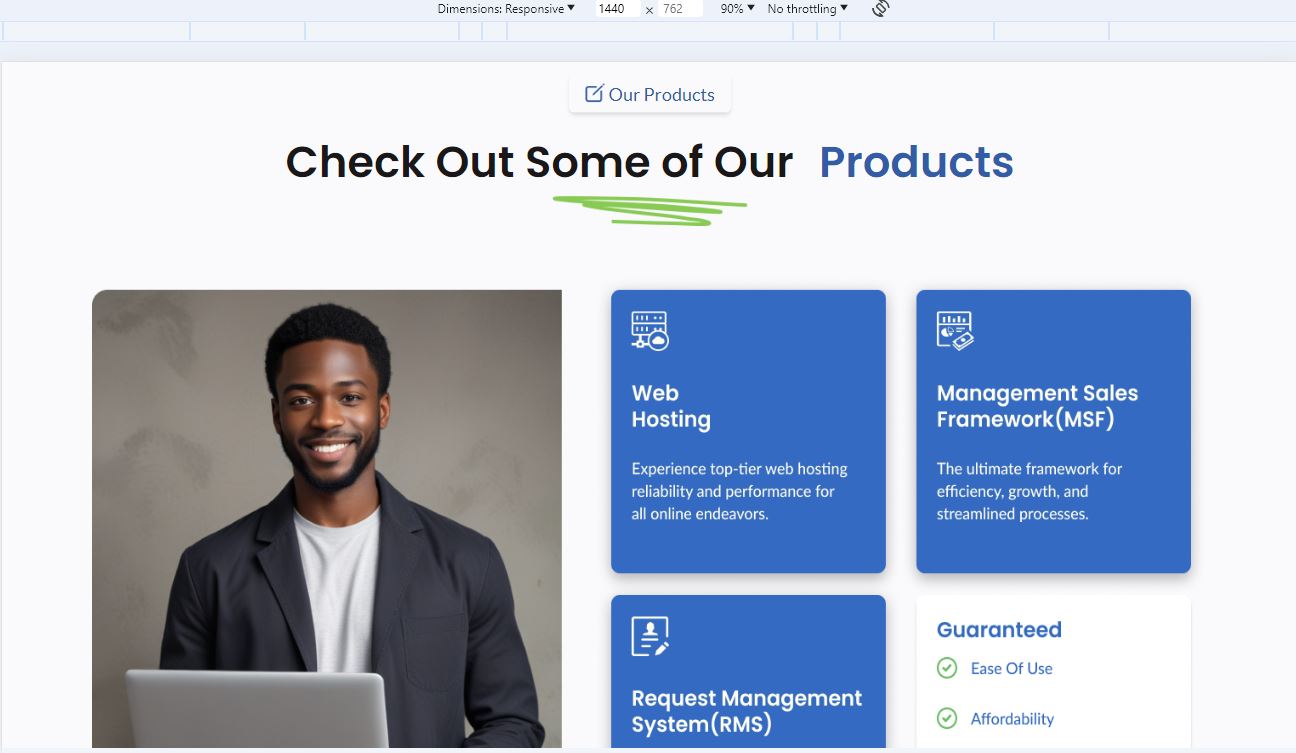 Dimensions: Responsive 1440 x 762 90% No throttling
Our Products
Check Out Some of Our Products
Web
Hosting
Experience top-tier web hosting
reliability and performance for
all online endeavors.
Management Sales
Framework(MSF)
The ultimate framework for
efficiency, growth, and
streamlined processes.
Request Management
System(RMS)
Guaranteed
Ease Of Use
Affordability